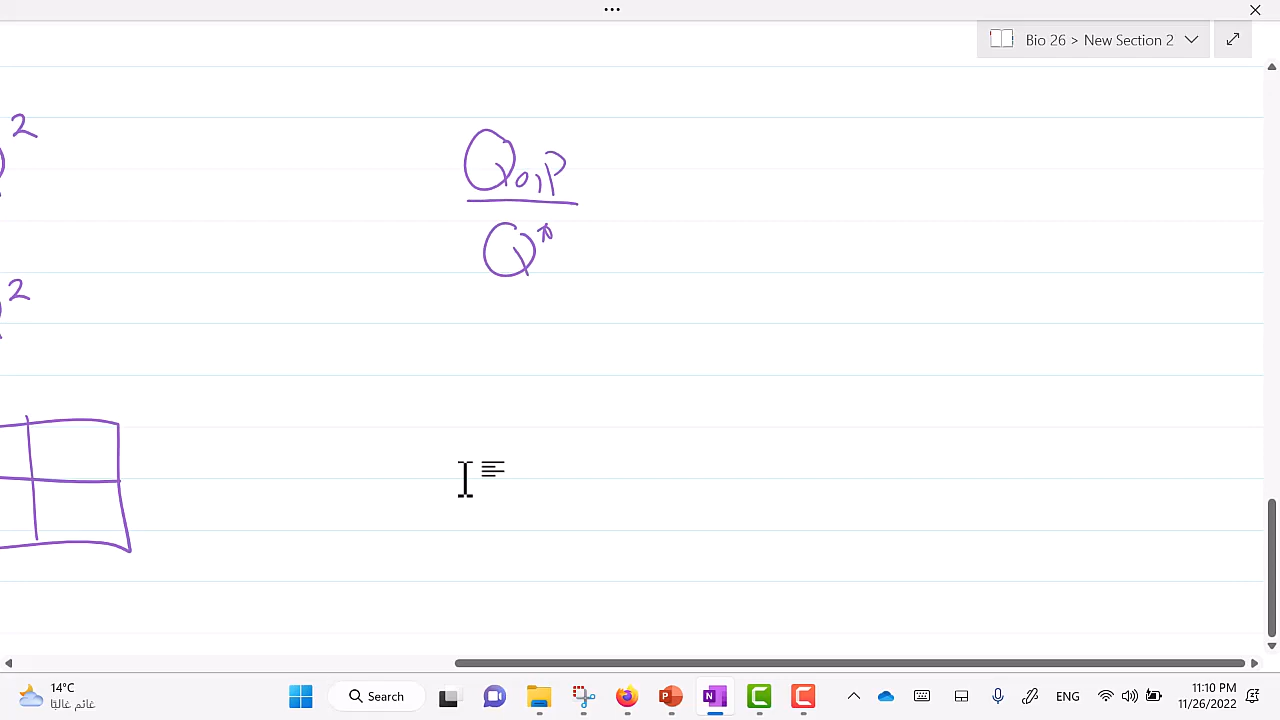 Bio 26 > New Section 2
2
Q₀,P
Q^π
2
14°C
غائم غالبًا
Search
ENG
11:10 PM
11/26/2022